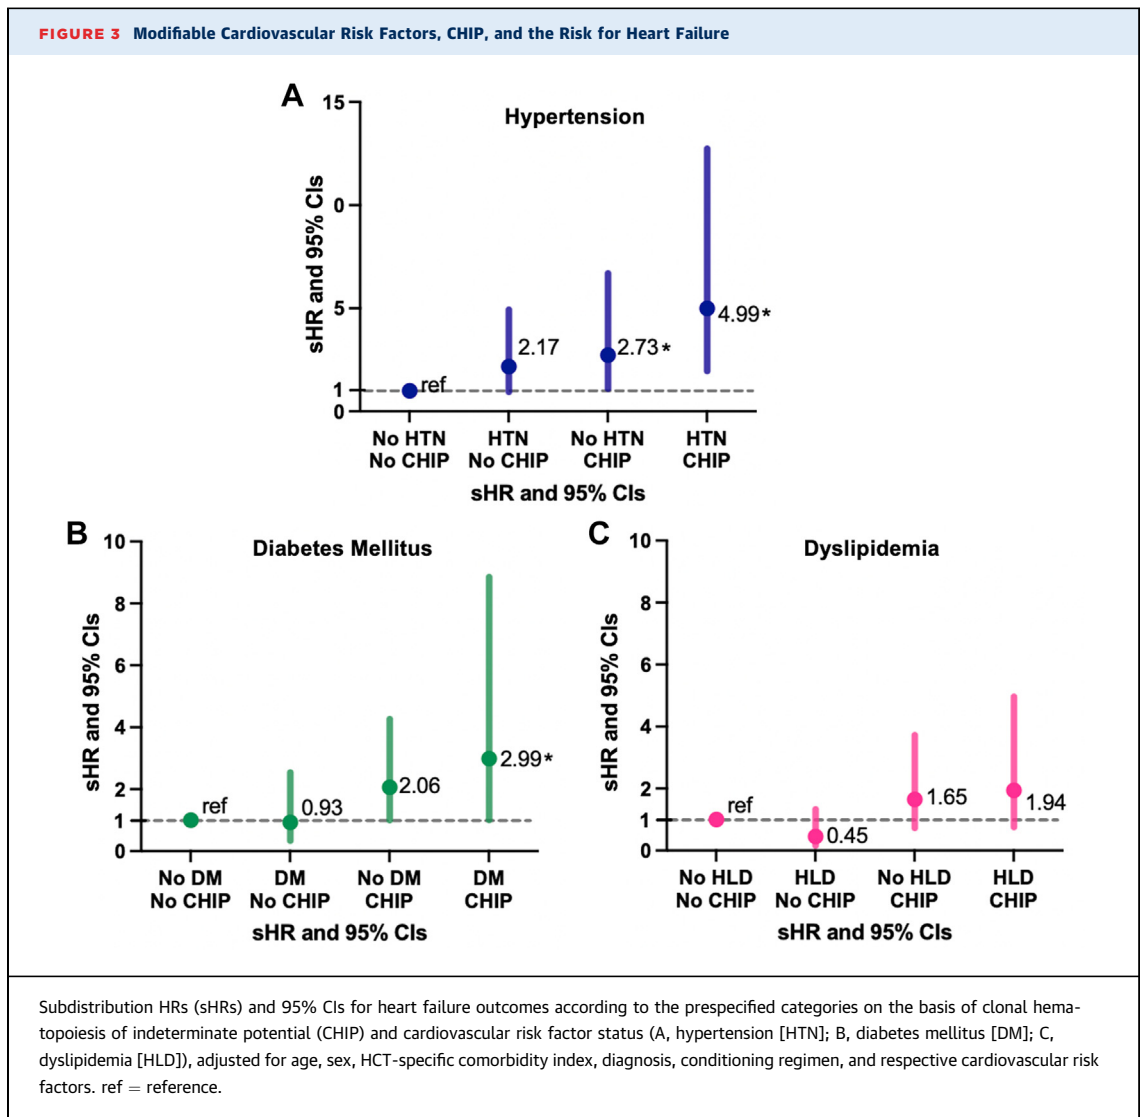 FIGURE 3 Modifiable Cardiovascular Risk Factors, CHIP, and the Risk for Heart Failure
A
Hypertension
sHR and 95% CIs
15
0
5
1
0
ref
2.17
2.73*
4.99*
No HTN
No CHIP
HTN
No CHIP
No HTN
CHIP
HTN
CHIP
sHR and 95% CIs
B
Diabetes Mellitus
sHR and 95% CIs
10
8
6
4
2
1
0
ref
0.93
2.06
2.99*
No DM
No CHIP
DM
No CHIP
No DM
CHIP
DM
CHIP
sHR and 95% CIs
C
Dyslipidemia
sHR and 95% CIs
10
8
6
4
2
1
0
ref
0.45
1.65
1.94
No HLD
No CHIP
HLD
No CHIP
No HLD
CHIP
HLD
CHIP
sHR and 95% CIs
Subdistribution HRs (sHRs) and 95% CIs for heart failure outcomes according to the prespecified categories on the basis of clonal hema-
topoiesis of indeterminate potential (CHIP) and cardiovascular risk factor status (A, hypertension [HTN]; B, diabetes mellitus [DM]; C,
dyslipidemia [HLD]), adjusted for age, sex, HCT-specific comorbidity index, diagnosis, conditioning regimen, and respective cardiovascular risk
factors. ref = reference.